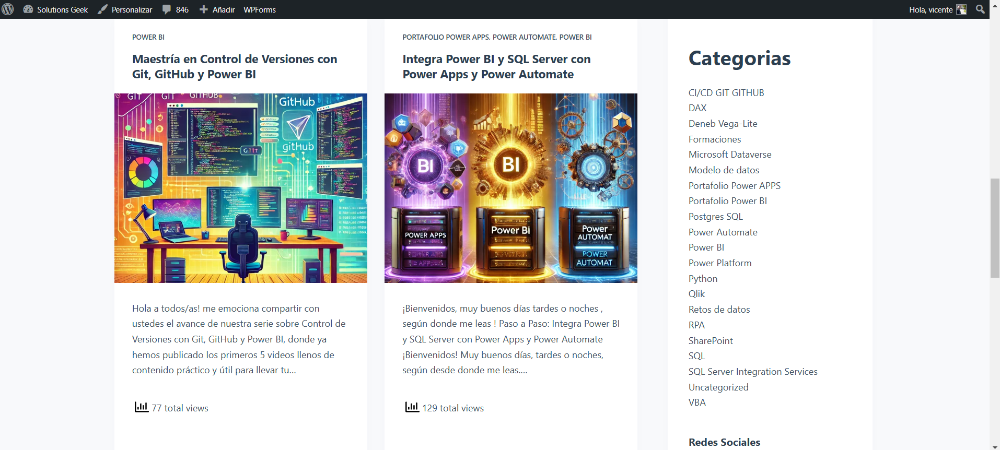 Solutions Geek
Personalizar
846
Añadir
WPForms
Hola, vicente
POWER BI
Maestría en Control de Versiones con
Git, GitHub y Power BI
GIT
GIT
GITHUB
GitHub
gitHub
GTIT
Hola a todos/as! me emociona compartir con
ustedes el avance de nuestra serie sobre Control de
Versiones con Git, GitHub y Power BI, donde ya
hemos publicado los primeros 5 videos llenos de
contenido práctico y útil para llevar tu...
77 total views
PORTAFOLIO POWER APPS, POWER AUTOMATE, POWER BI
Integra Power BI y SQL Server con
Power Apps y Power Automate
BI
BI
POWER APPS
Power Bi
Power
AUTOMAT
POWER
AUTOMAT
¡Bienvenidos, muy buenos días tardes o noches ,
según donde me leas ! Paso a Paso: Integra Power BI
y SQL Server con Power Apps y Power Automate
¡Bienvenidos! Muy buenos días, tardes o noches,
según desde donde me leas....
129 total views
Categorias
CI/CD GIT GITHUB
DAX
Deneb Vega-Lite
Formaciones
Microsoft Dataverse
Modelo de datos
Portafolio Power APPS
Portafolio Power BI
Postgres SQL
Power Automate
Power BI
Power Platform
Python
Qlik
Retos de datos
RPA
SharePoint
SQL
SQL Server Integration Services
Uncategorized
VBA
Redes Sociales